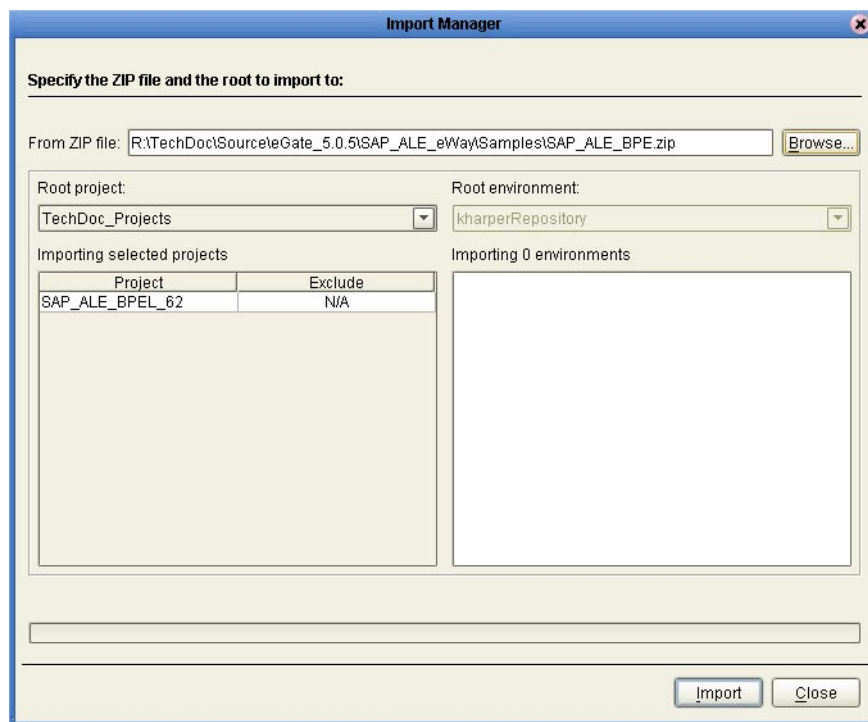 Import Manager
Specify the ZIP file and the root to import to:
From ZIP file: R:\TechDoc\Source\eGate_5.0.5\SAP_ALE_eWay\Samples\SAP_ALE_BPE.zip Browse...
Root project: Root environment:
TechDoc_Projects kharperRepository
Importing selected projects Importing 0 environments
Project Exclude
SAP_ALE_BPEL_62 N/A
Import Close